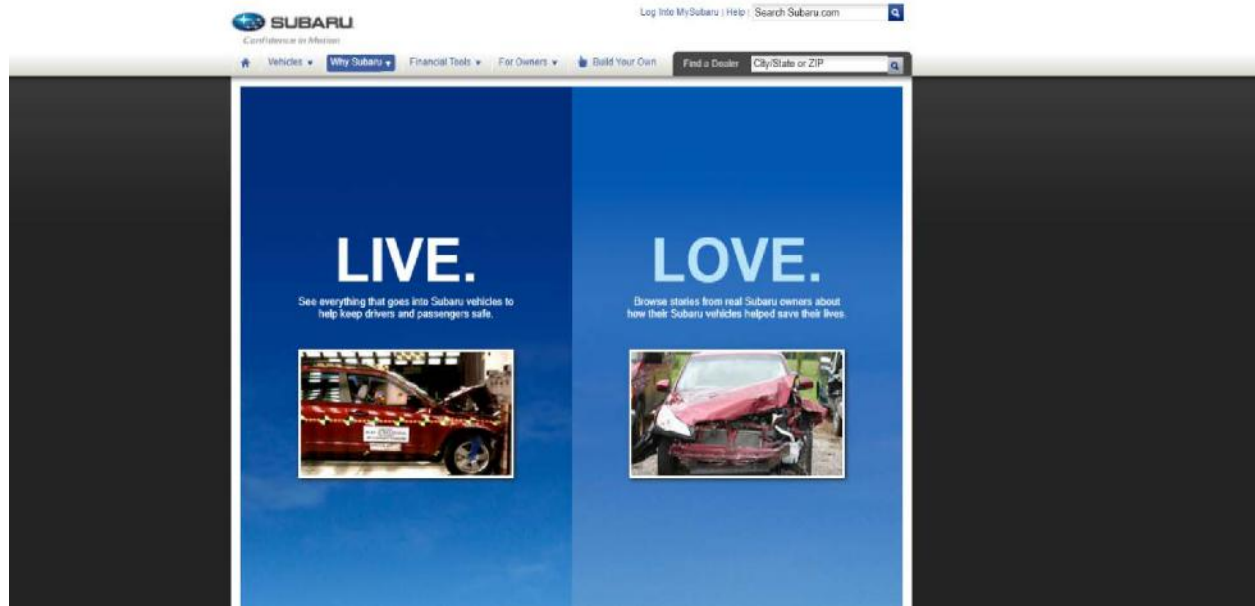 Log Into MySubaru | Help | Search Subaru.com
SUBARU
Confidence in Motion
Vehicles Why Subaru Financial Tools For Owners Build Your Own Find a Dealer City/State or ZIP
LIVE.
See everything that goes into Subaru vehicles to
help keep drivers and passengers safe.
LOVE.
Browse stories from real Subaru owners about
how their Subaru vehicles helped save their lives.